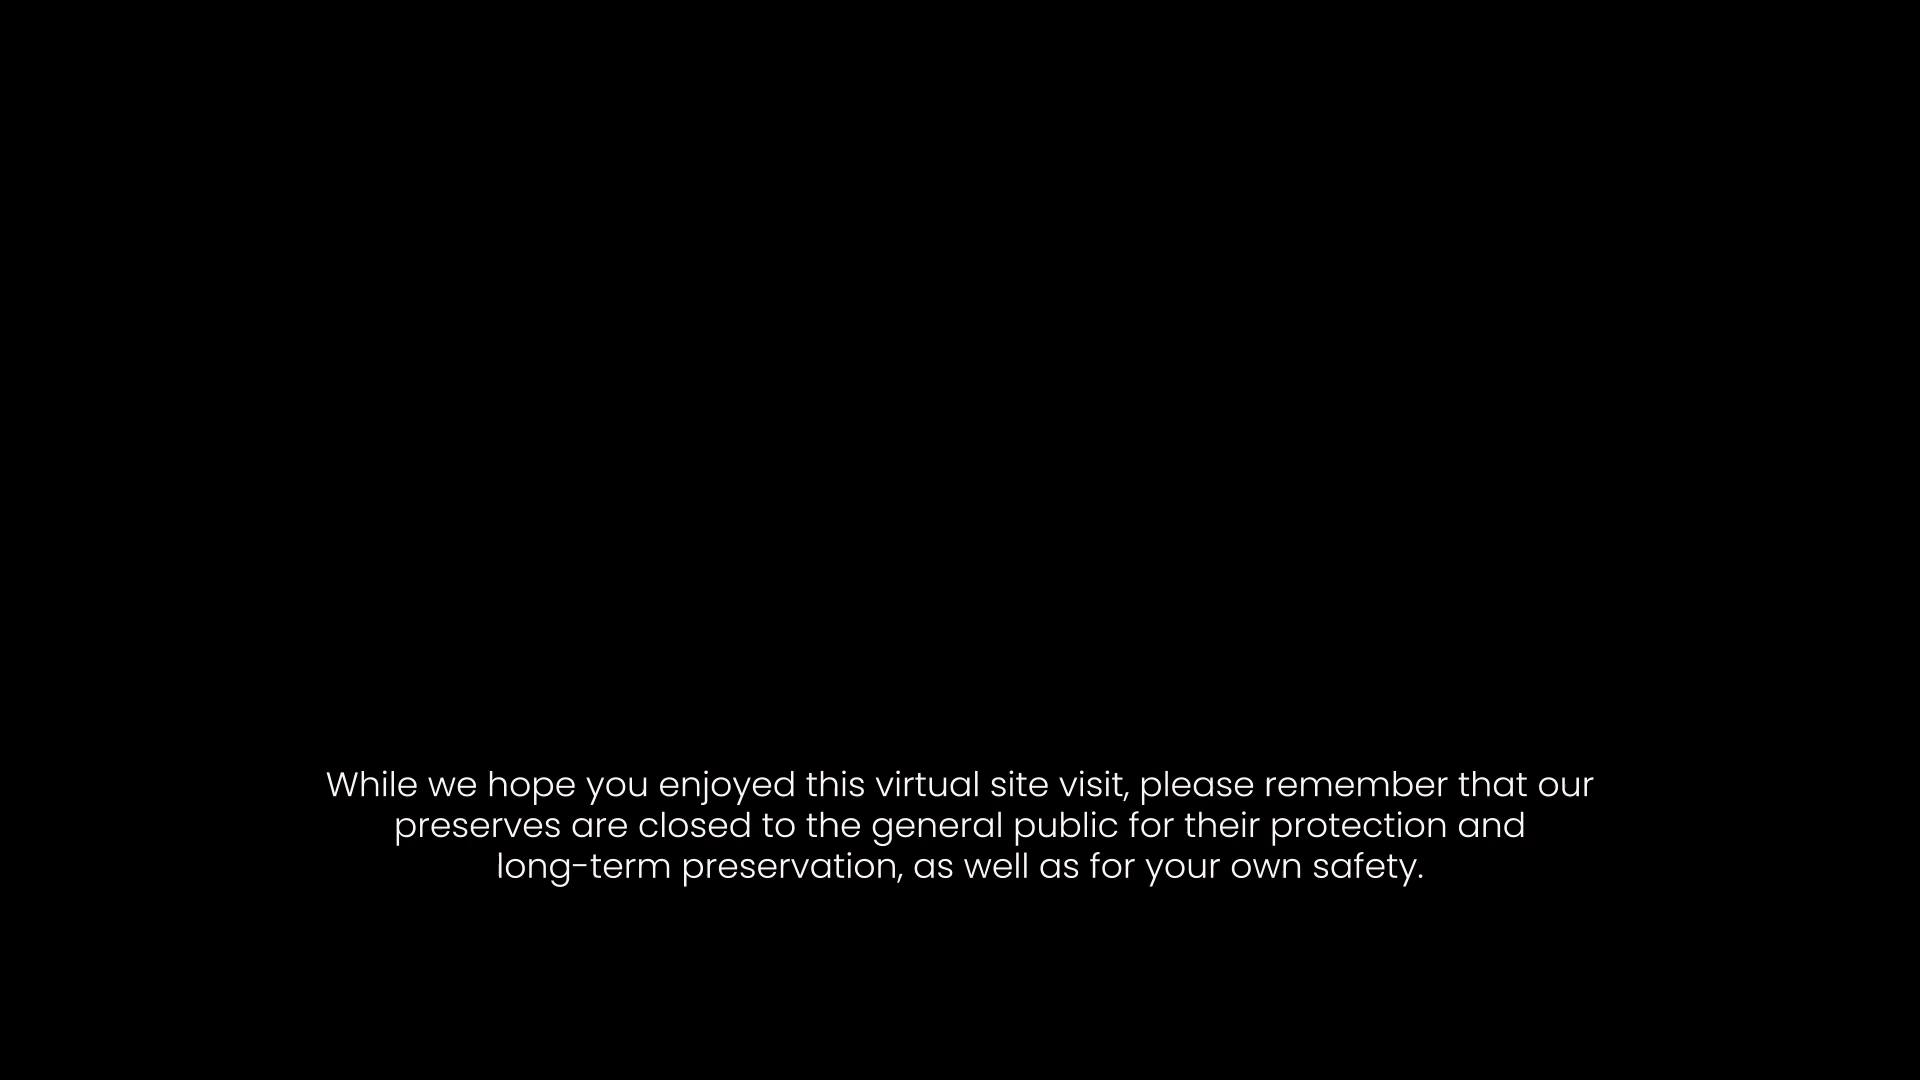 While we hope you enjoyed this virtual site visit, please remember that our
preserves are closed to the general public for their protection and
long-term preservation, as well as for your own safety.